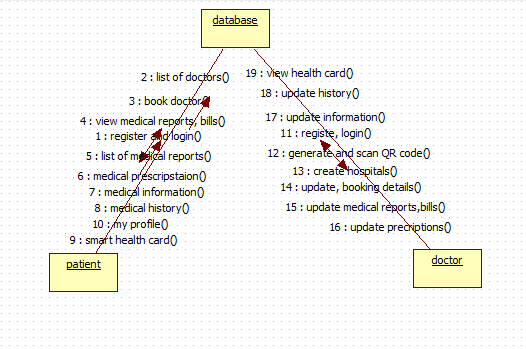 database
2 : list of doctors()
3 : book doctor()
4 : view medical reports, bills()
1 : register and login()
5 : list of medical reports()
6 : medical prescripstaion()
7 : medical information()
8 : medical history()
10 : my profile()
9 : smart health card()
patient
19 : view health card()
18 : update history()
17 : update information()
11 : registe, login()
12 : generate and scan QR code()
13 : create hospitals()
14 : update, booking details()
15 : update medical reports,bills()
16 : update precriptions()
doctor